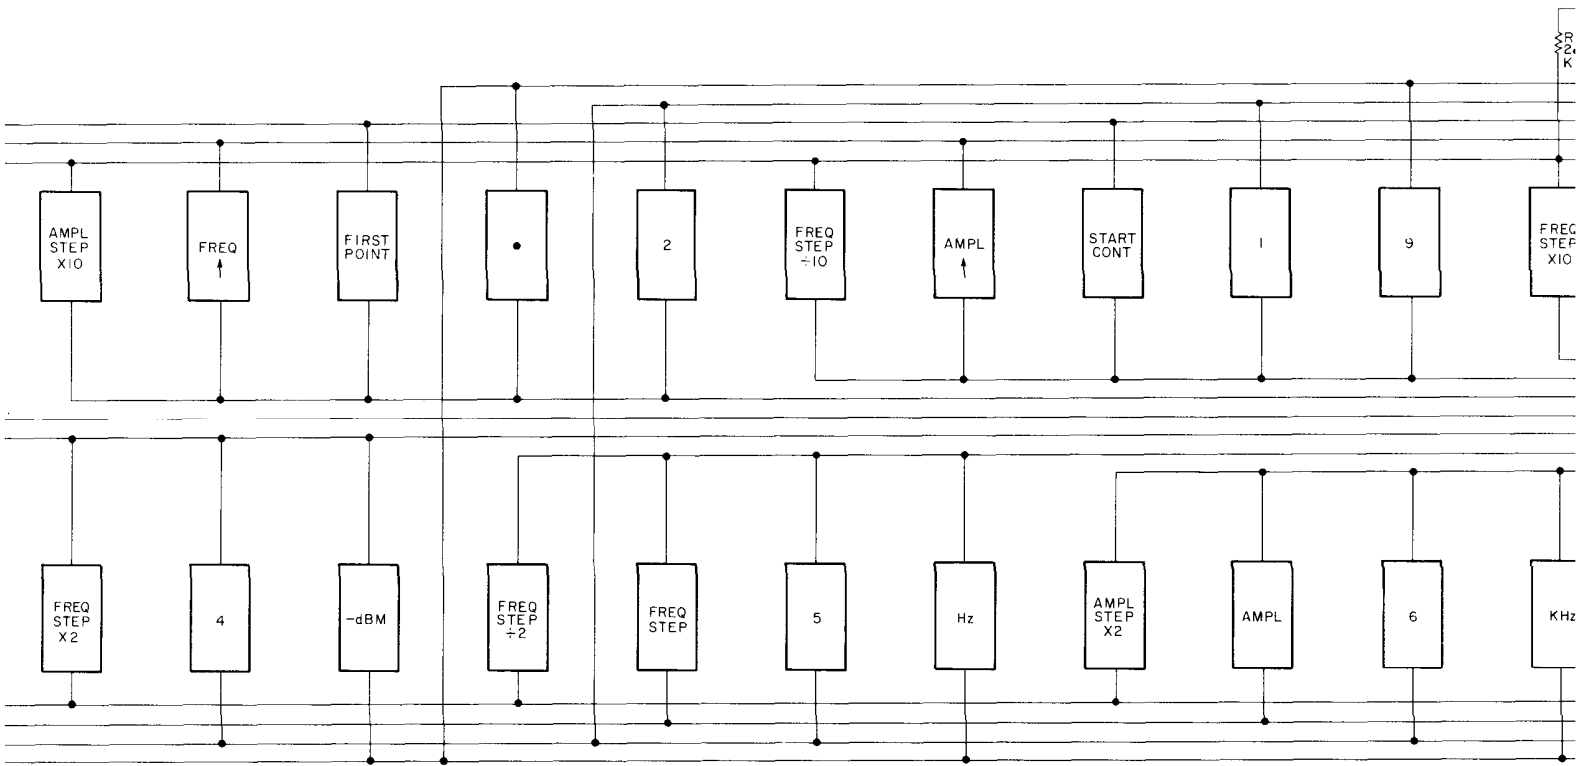 R
2.
K
AMPL
STEP
X10
FREQ
↑
FIRST
POINT
•
2
FREQ
STEP
÷10
AMPL
↑
START
CONT
1
9
FREQ
STEP
X10
FREQ
STEP
X2
4
-dBM
FREQ
STEP
÷2
FREQ
STEP
5
Hz
AMPL
STEP
X2
AMPL
6
KHz